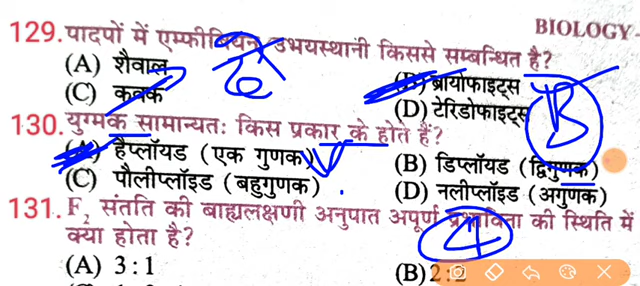 BIOLOGY-
129. पादपों में एम्फीबियन उभयस्थानी किससे सम्बन्धित है?
(A) शैवाल
(B) ब्रायोफाइट्स
(C) कवक
(D) टेरिडोफाइट्स
B
130. युग्मक सामान्यतः किस प्रकार के होते हैं?
(A) हैप्लॉयड (एक गुणक)
(B) डिप्लॉयड (द्विगुणक)
(C) पौलीप्लॉइड (बहुगुणक)
(D) नलीप्लॉइड (अगुणक)
131. F₂ संतति की बाह्यलक्षणी अनुपात अपूर्ण प्रभाविता की स्थिति में
क्या होता है?
(A) 3:1
(B) 2:2